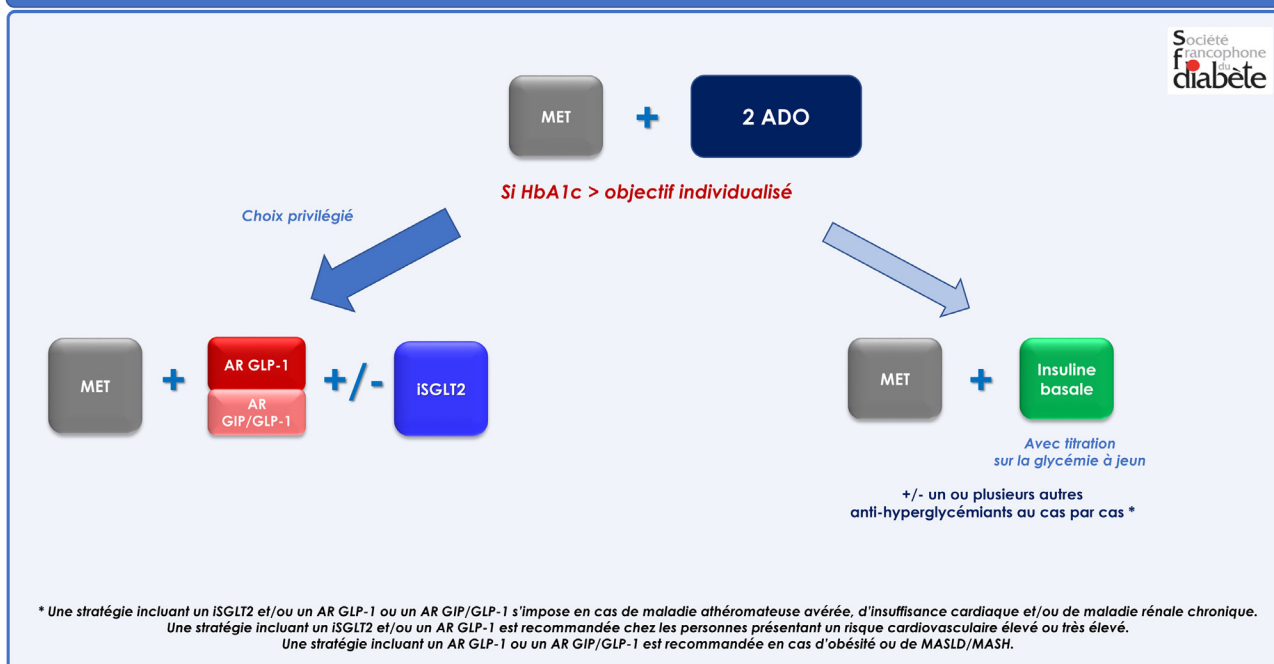 Société
francophone
du
diabète
MET
+
2 ADO
Si HbA1c > objectif individualisé
Choix privilégié
MET
+
AR GLP-1
AR
GIP/GLP-1
+/-
iSGLT2
MET
+
Insuline
basale
Avec titration
sur la glycémie à jeun
+/- un ou plusieurs autres
anti-hyperglycémiants au cas par cas *
* Une stratégie incluant un iSGLT2 et/ou un AR GLP-1 ou un AR GIP/GLP-1 s'impose en cas de maladie athéromateuse avérée, d'insuffisance cardiaque et/ou de maladie rénale chronique.
Une stratégie incluant un iSGLT2 et/ou un AR GLP-1 est recommandée chez les personnes présentant un risque cardiovasculaire élevé ou très élevé.
Une stratégie incluant un AR GLP-1 ou un AR GIP/GLP-1 est recommandée en cas d'obésité ou de MASLD/MASH.